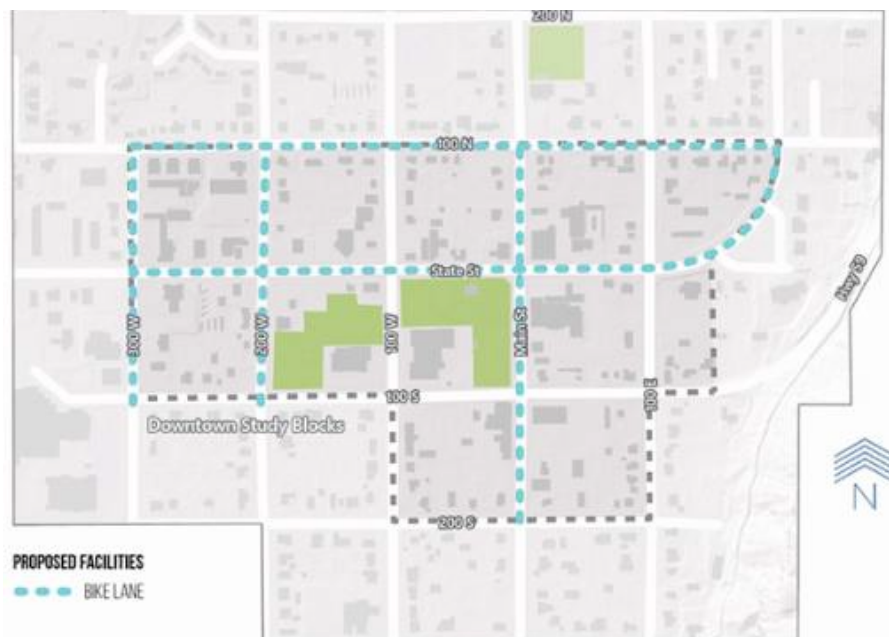 200 N
100 N
State St
Hwy 59
300 W
200 W
100 W
Main St
100 S
100 E
Downtown Study Blocks
200 S
N
PROPOSED FACILITIES
BIKE LANE